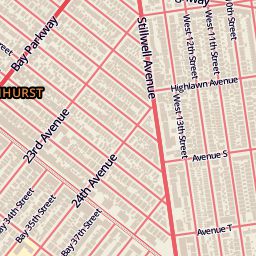 Bay Parkway
Stillwell Avenue
West 12th Street
West 11th Street
10th Street
way
Highlawn Avenue
HURST
23rd Avenue
West 13th Street
24th Avenue
Avenue S
Bay 34th Street
Bay 35th Street
Bay 37th Street
Avenue T